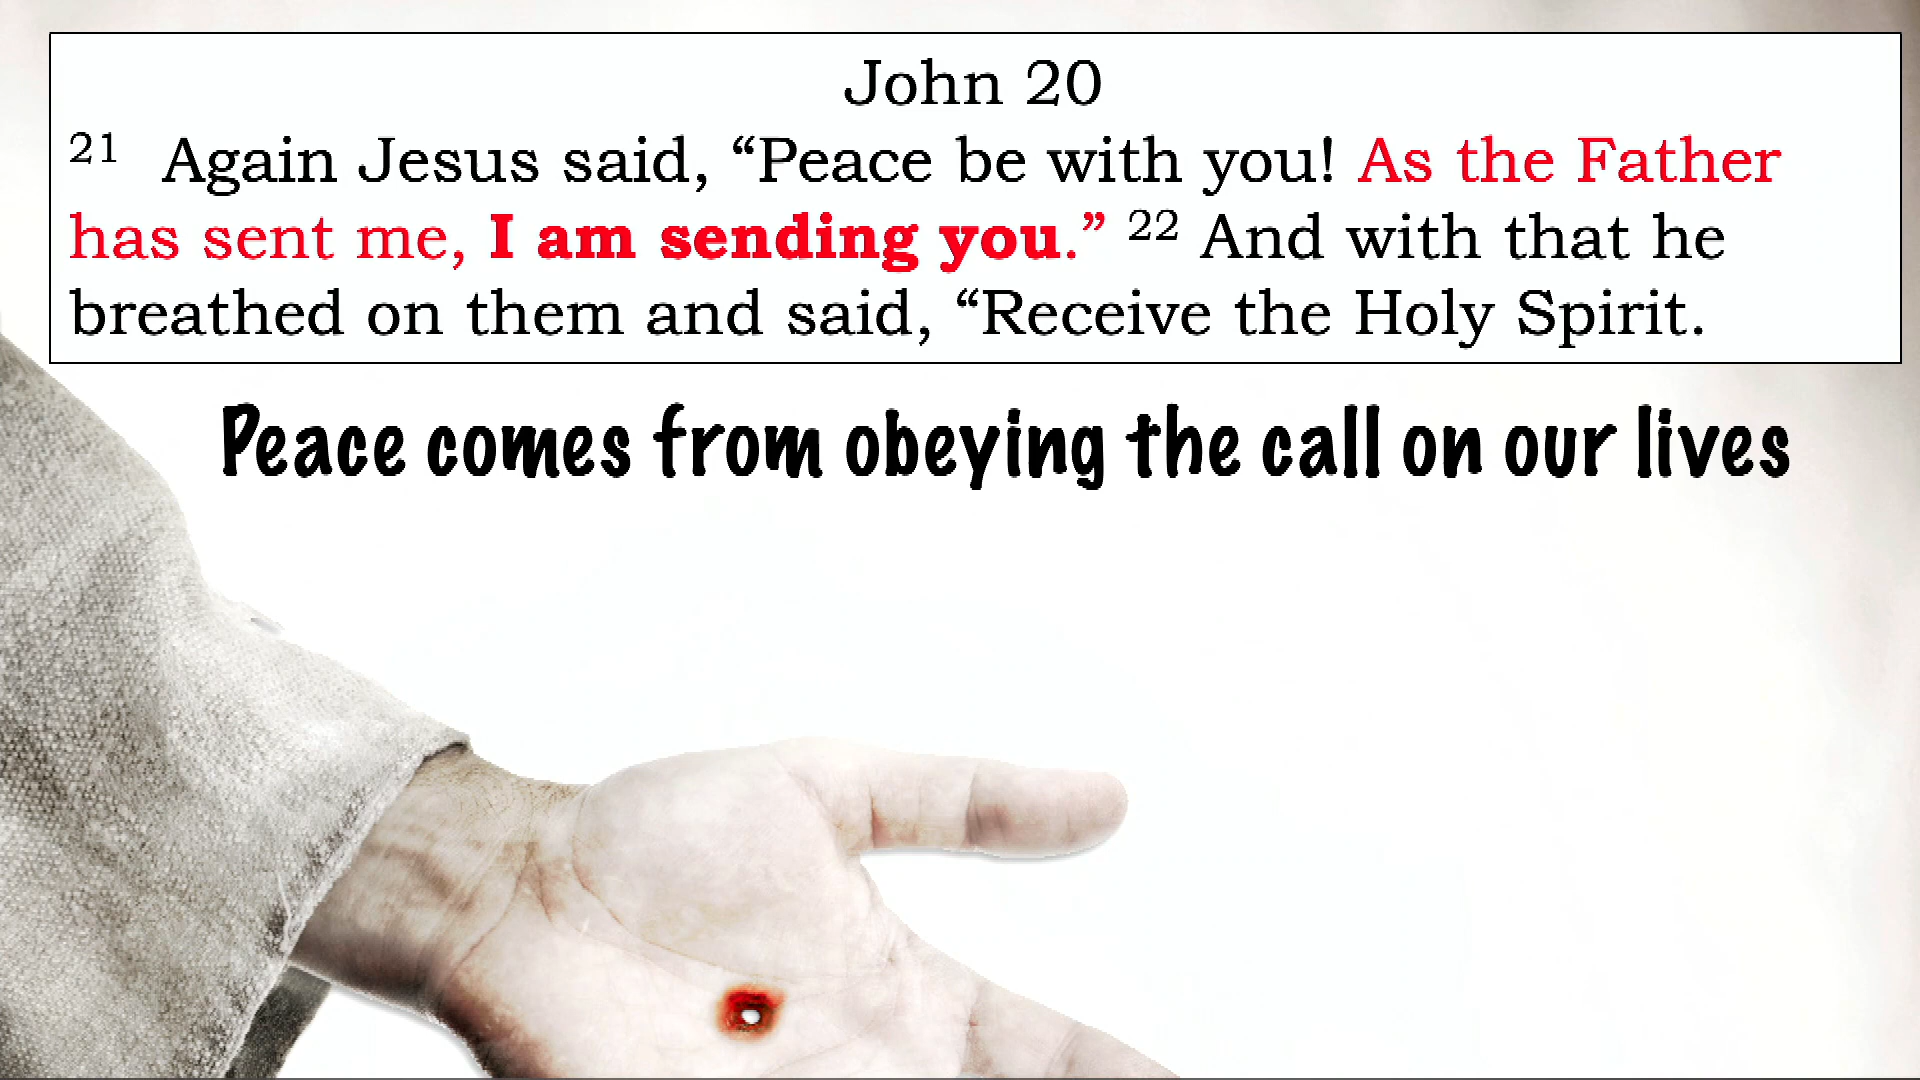 John 20
21 Again Jesus said, “Peace be with you! As the Father
has sent me, I am sending you.” 22 And with that he
breathed on them and said, “Receive the Holy Spirit.
Peace comes from obeying the call on our lives